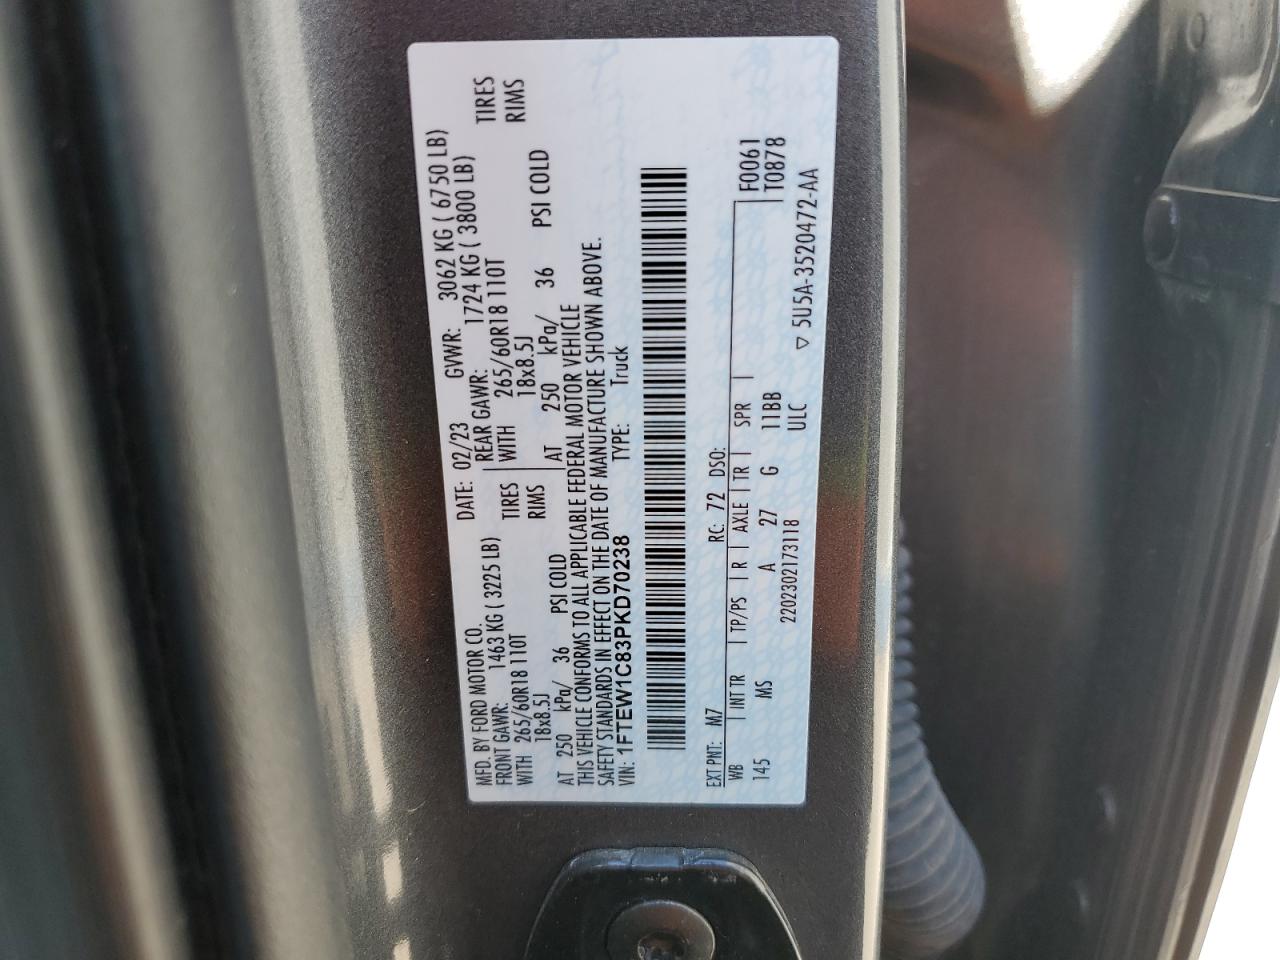 MFD. BY FORD MOTOR CO. DATE: 02/23 GVWR: 3062 KG ( 6750 LB)
FRONT GAWR: 1463 KG ( 3225 LB) REAR GAWR: 1724 KG ( 3800 LB)
WITH 265/60R18 110T TIRES WITH 265/60R18 110T TIRES
18x8.5J RIMS 18x8.5J RIMS
AT 250 kPa/ 36 PSI COLD AT 250 kPa/ 36 PSI COLD
THIS VEHICLE CONFORMS TO ALL APPLICABLE FEDERAL MOTOR VEHICLE
SAFETY STANDARDS IN EFFECT ON THE DATE OF MANUFACTURE SHOWN ABOVE.
VIN: 1FTEW1C83PKD70238 TYPE: Truck
EXT PNT: M7 RC: 72 DSO: F0061
WB INT TR TP/PS R AXLE TR SPR T0878
145 MS A 27 G 11BB
ULC ▽ 5U5A-3520472-AA
2202302173118